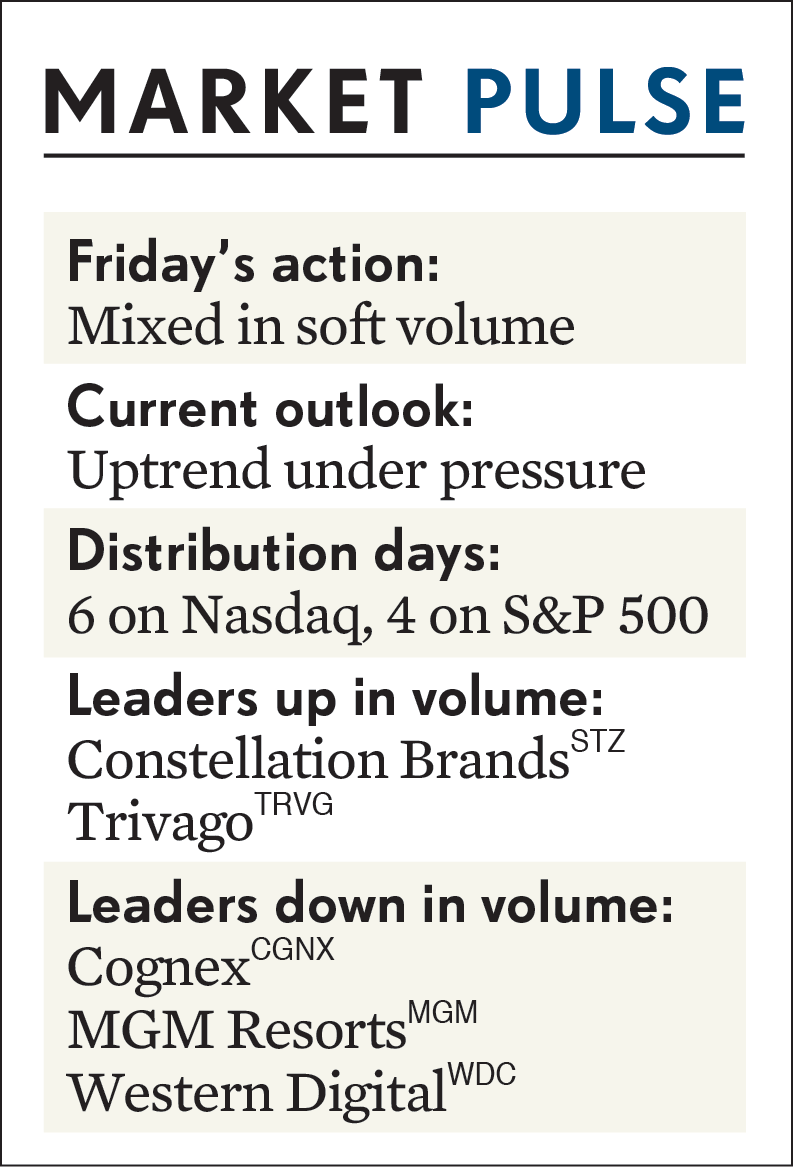 MARKET PULSE
Friday’s action:
Mixed in soft volume
Current outlook:
Uptrend under pressure
Distribution days:
6 on Nasdaq, 4 on S&P 500
Leaders up in volume:
Constellation Brands STZ
Trivago TRVG
Leaders down in volume:
Cognex CGNX
MGM Resorts MGM
Western Digital WDC